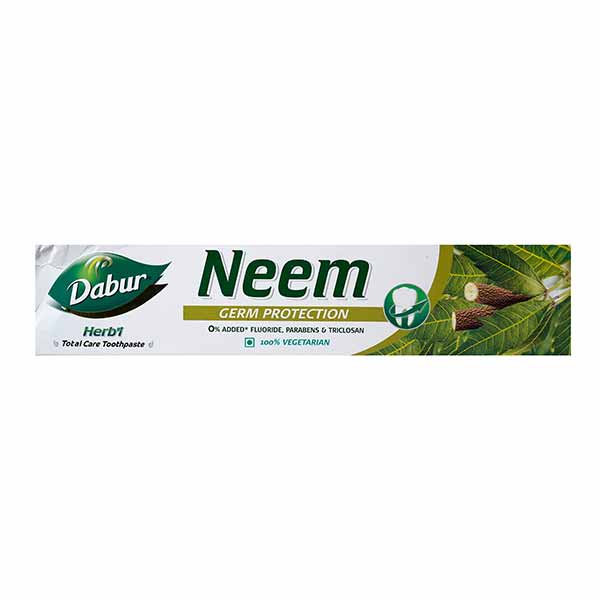 Dabur
Herb'l
Total Care Toothpaste
Neem
GERM PROTECTION
0% ADDED* FLUORIDE, PARABENS & TRICLOSAN
100% VEGETARIAN